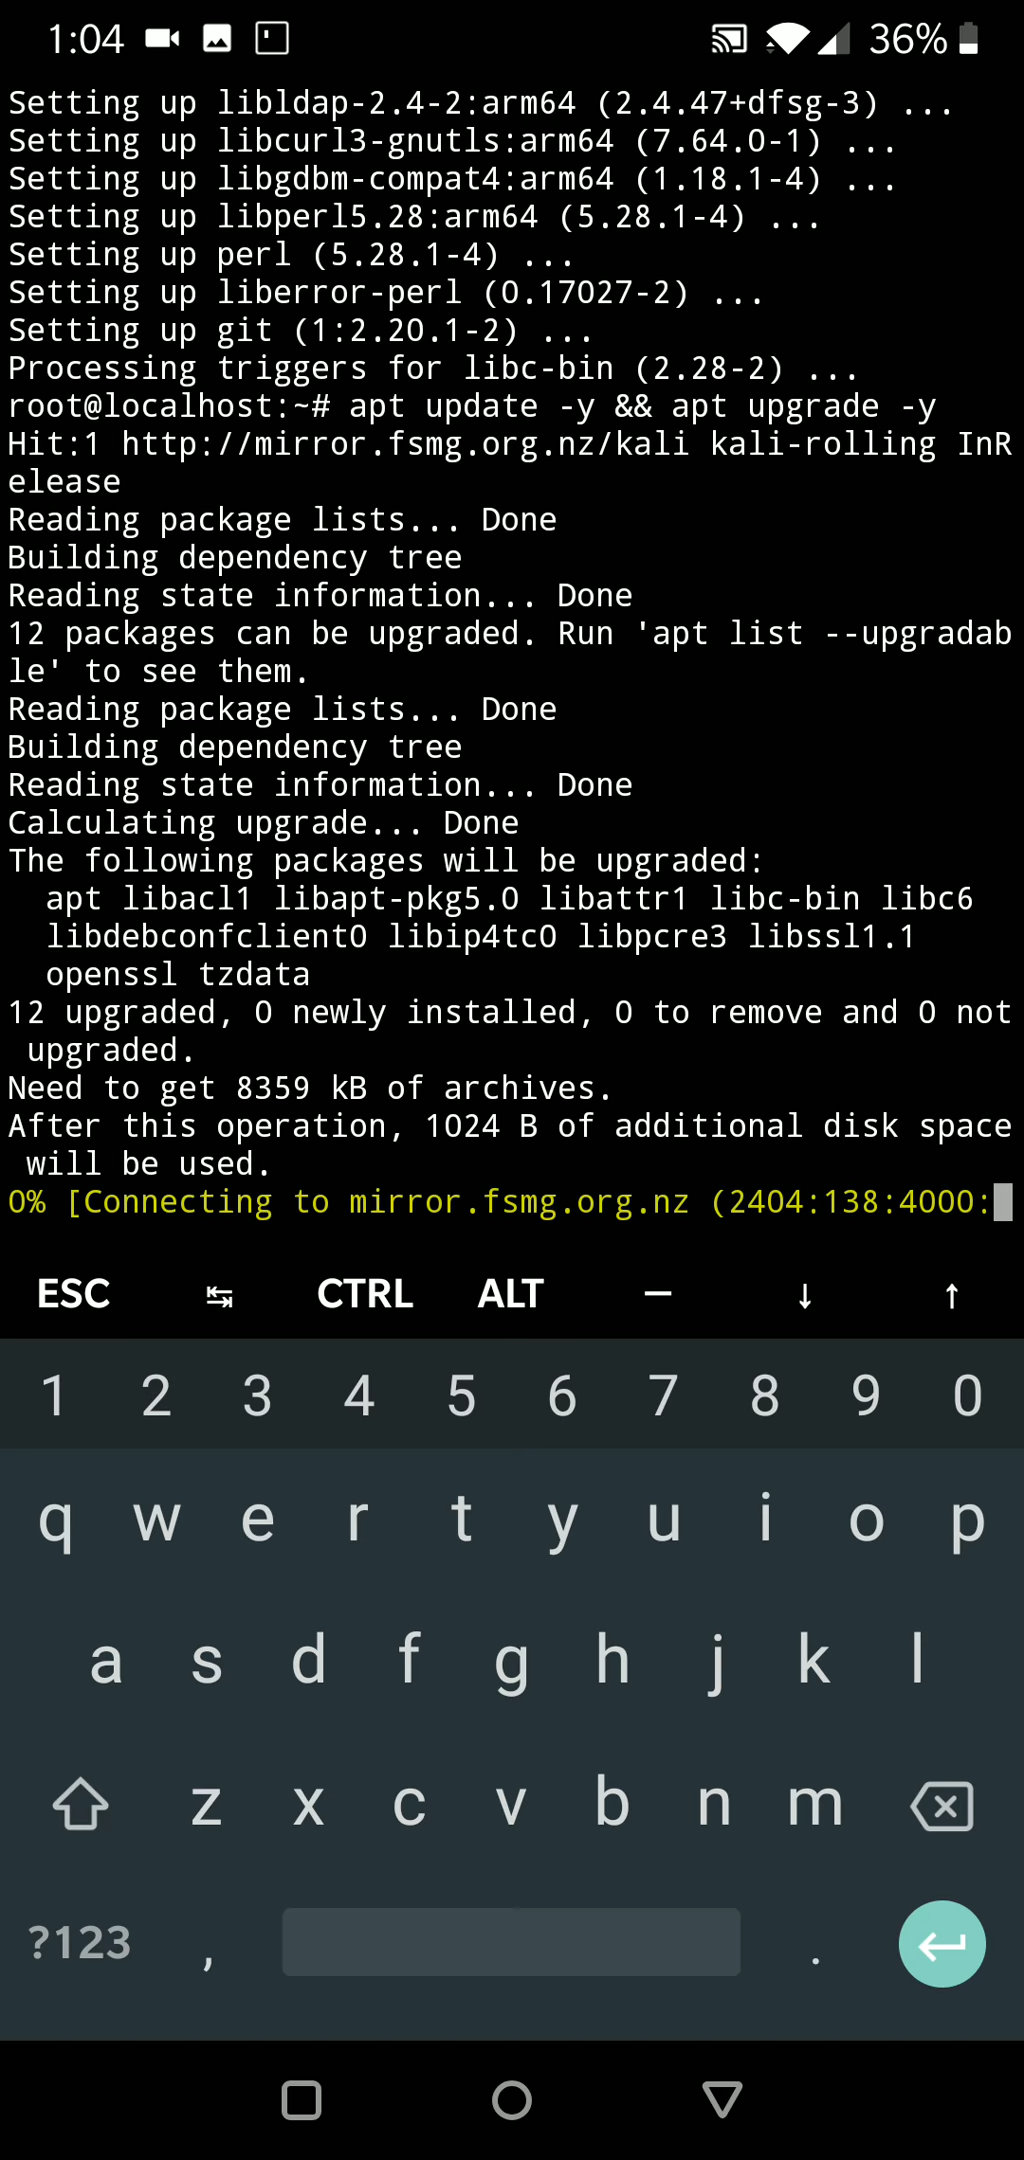 1:04 36%
Setting up libldap-2.4-2:arm64 (2.4.47+dfsg-3) ...
Setting up libcurl3-gnutls:arm64 (7.64.0-1) ...
Setting up libgdbm-compat4:arm64 (1.18.1-4) ...
Setting up libperl5.28:arm64 (5.28.1-4) ...
Setting up perl (5.28.1-4) ...
Setting up liberror-perl (0.17027-2) ...
Setting up git (1:2.20.1-2) ...
Processing triggers for libc-bin (2.28-2) ...
root@localhost:~# apt update -y && apt upgrade -y
Hit:1 http://mirror.fsmg.org.nz/kali kali-rolling InR
elease
Reading package lists... Done
Building dependency tree
Reading state information... Done
12 packages can be upgraded. Run 'apt list --upgradab
le' to see them.
Reading package lists... Done
Building dependency tree
Reading state information... Done
Calculating upgrade... Done
The following packages will be upgraded:
  apt libacl1 libapt-pkg5.0 libattr1 libc-bin libc6
  libdebconfclient0 libip4tc0 libpcre3 libssl1.1
  openssl tzdata
12 upgraded, 0 newly installed, 0 to remove and 0 not
 upgraded.
Need to get 8359 kB of archives.
After this operation, 1024 B of additional disk space
 will be used.
0% [Connecting to mirror.fsmg.org.nz (2404:138:4000:
ESC ↹ CTRL ALT — ↓ ↑
1 2 3 4 5 6 7 8 9 0
q w e r t y u i o p
a s d f g h j k l
z x c v b n m
?123 , .